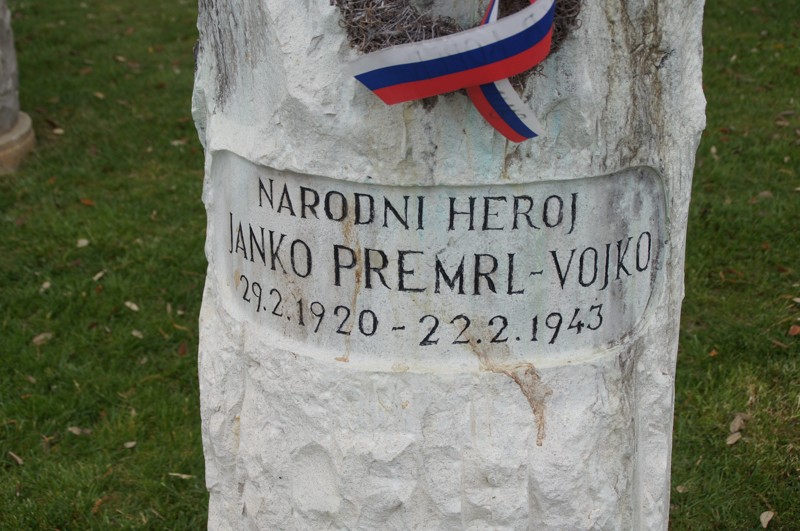 NARODNI HEROJ
JANKO PREMRL-VOJKO
29.2.1920 - 22.2.1943